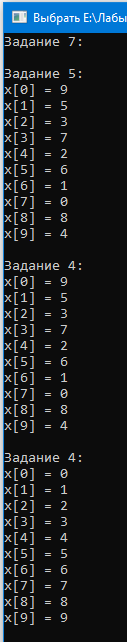 Выбрать E:\Лабы
Задание 7:
Задание 5:
x[0] = 9
x[1] = 5
x[2] = 3
x[3] = 7
x[4] = 2
x[5] = 6
x[6] = 1
x[7] = 0
x[8] = 8
x[9] = 4
Задание 4:
x[0] = 9
x[1] = 5
x[2] = 3
x[3] = 7
x[4] = 2
x[5] = 6
x[6] = 1
x[7] = 0
x[8] = 8
x[9] = 4
Задание 4:
x[0] = 0
x[1] = 1
x[2] = 2
x[3] = 3
x[4] = 4
x[5] = 5
x[6] = 6
x[7] = 7
x[8] = 8
x[9] = 9